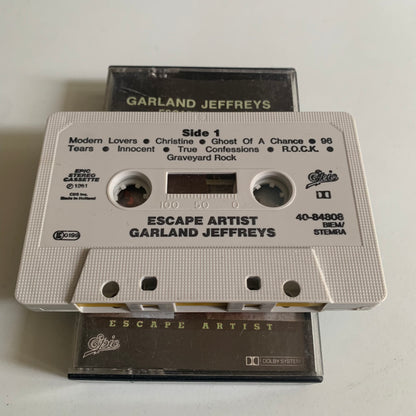 GARLAND JEFFREYS
Side 1
Modern Lovers • Christine • Ghost Of A Chance • 96
Tears • Innocent • True Confessions • R.O.C.K. •
Graveyard Rock
EPIC
STEREO
CASSETTE
℗ 1981
CBS Inc.
Made in Holland
Epic
100 50 0
ESCAPE ARTIST
GARLAND JEFFREYS
40-84808
BIEM/
STEMRA
ESCAPE ARTIST
Epic
DOLBY SYSTEM